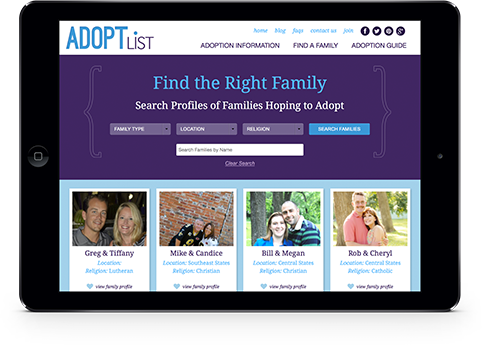 ADOPTLIST
home blog faqs contact us join
ADOPTION INFORMATION FIND A FAMILY ADOPTION GUIDE
Find the Right Family
Search Profiles of Families Hoping to Adopt
FAMILY TYPE LOCATION RELIGION SEARCH FAMILIES
Search Families by Name
Clear Search
Greg & Tiffany
Location:
Religion: Lutheran
view family profile
Mike & Candice
Location: Southeast States
Religion: Christian
view family profile
Bill & Megan
Location: Central States
Religion: Christian
view family profile
Rob & Cheryl
Location: Central States
Religion: Catholic
view family profile